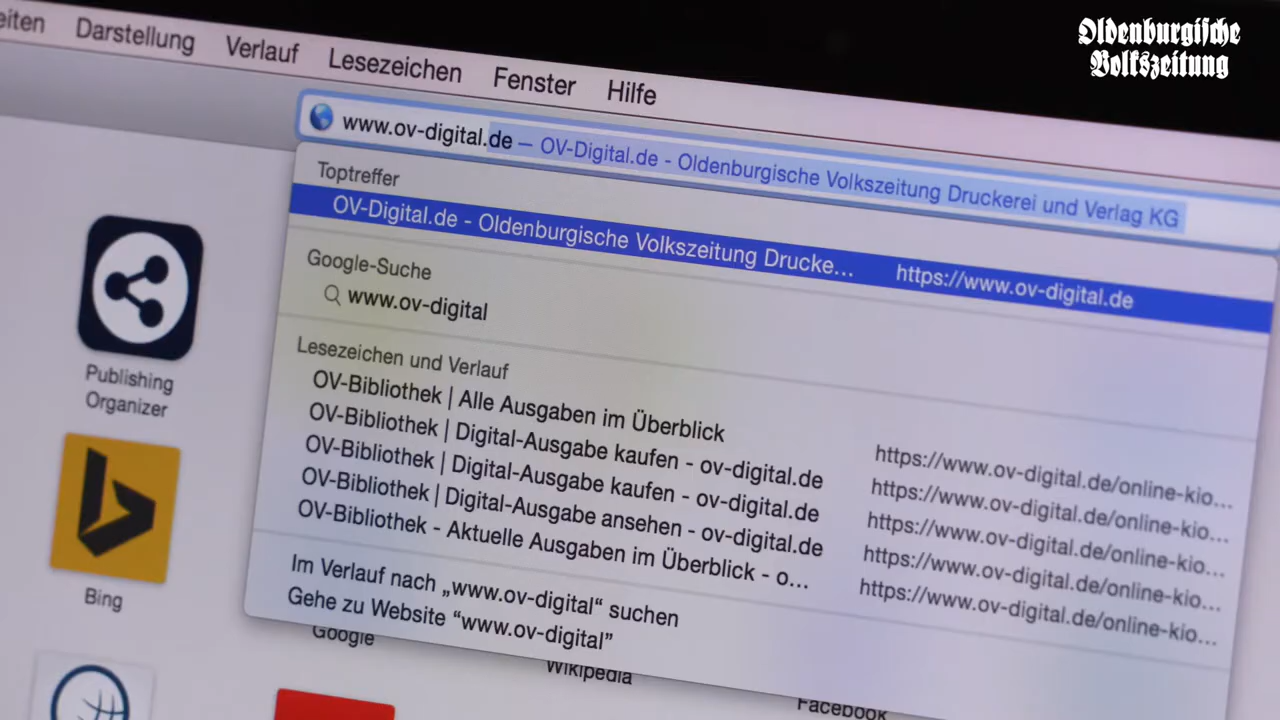 Oldenburgische
Volkszeitung
eiten Darstellung Verlauf Lesezeichen Fenster Hilfe
www.ov-digital.de – OV-Digital.de - Oldenburgische Volkszeitung Druckerei und Verlag KG
Toptreffer
OV-Digital.de - Oldenburgische Volkszeitung Drucke... https://www.ov-digital.de
Google-Suche
www.ov-digital
Lesezeichen und Verlauf
OV-Bibliothek | Alle Ausgaben im Überblick https://www.ov-digital.de/online-kio...
OV-Bibliothek | Digital-Ausgabe kaufen - ov-digital.de https://www.ov-digital.de/online-kio...
OV-Bibliothek | Digital-Ausgabe kaufen - ov-digital.de https://www.ov-digital.de/online-kio...
OV-Bibliothek | Digital-Ausgabe ansehen - ov-digital.de https://www.ov-digital.de/online-kio...
OV-Bibliothek - Aktuelle Ausgaben im Überblick - o... https://www.ov-digital.de/online-kio...
Im Verlauf nach „www.ov-digital“ suchen
Gehe zu Website “www.ov-digital”
Publishing
Organizer
Bing
Google
Wikipedia
Facebook